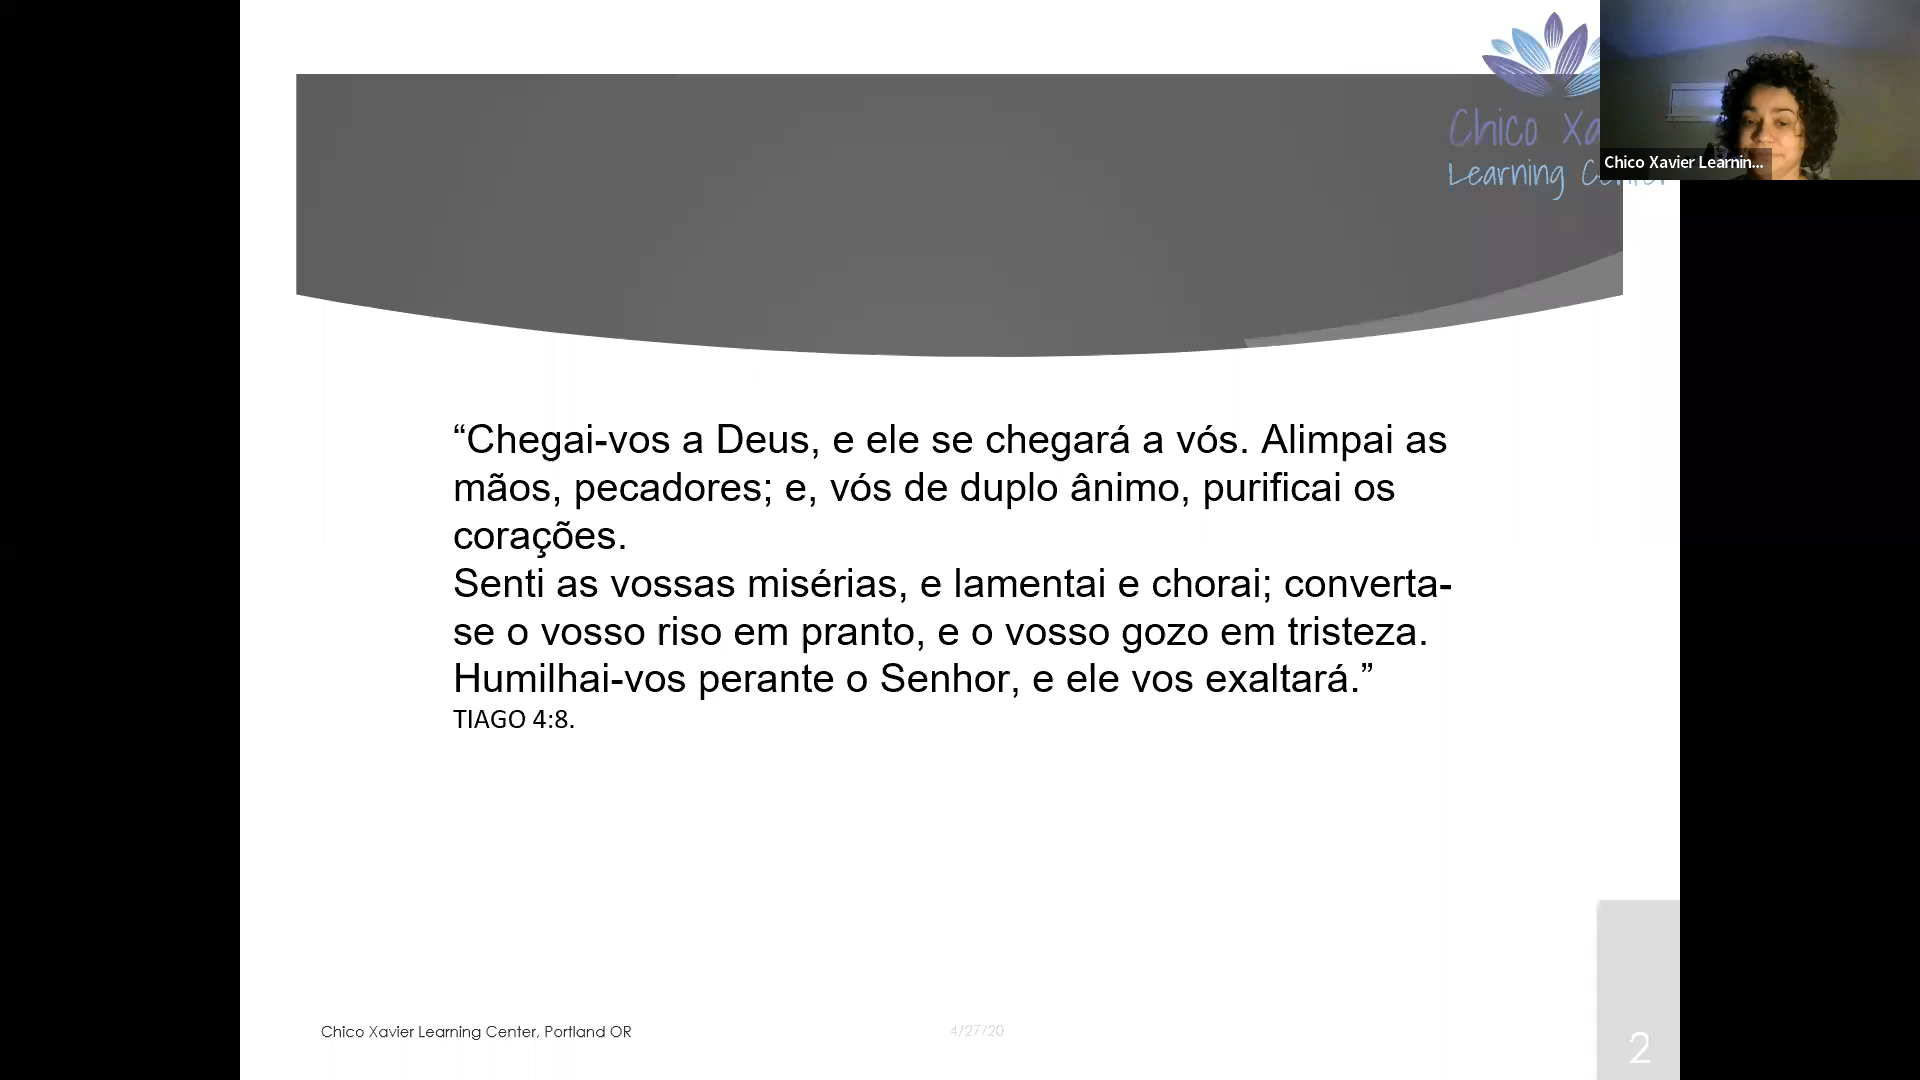 Chico Xa
Learning Center
Chico Xavier Learnin...
“Chegai-vos a Deus, e ele se chegará a vós. Alimpai as
mãos, pecadores; e, vós de duplo ânimo, purificai os
corações.
Senti as vossas misérias, e lamentai e chorai; converta-
se o vosso riso em pranto, e o vosso gozo em tristeza.
Humilhai-vos perante o Senhor, e ele vos exaltará.”
TIAGO 4:8.
Chico Xavier Learning Center, Portland OR
4/27/20
2